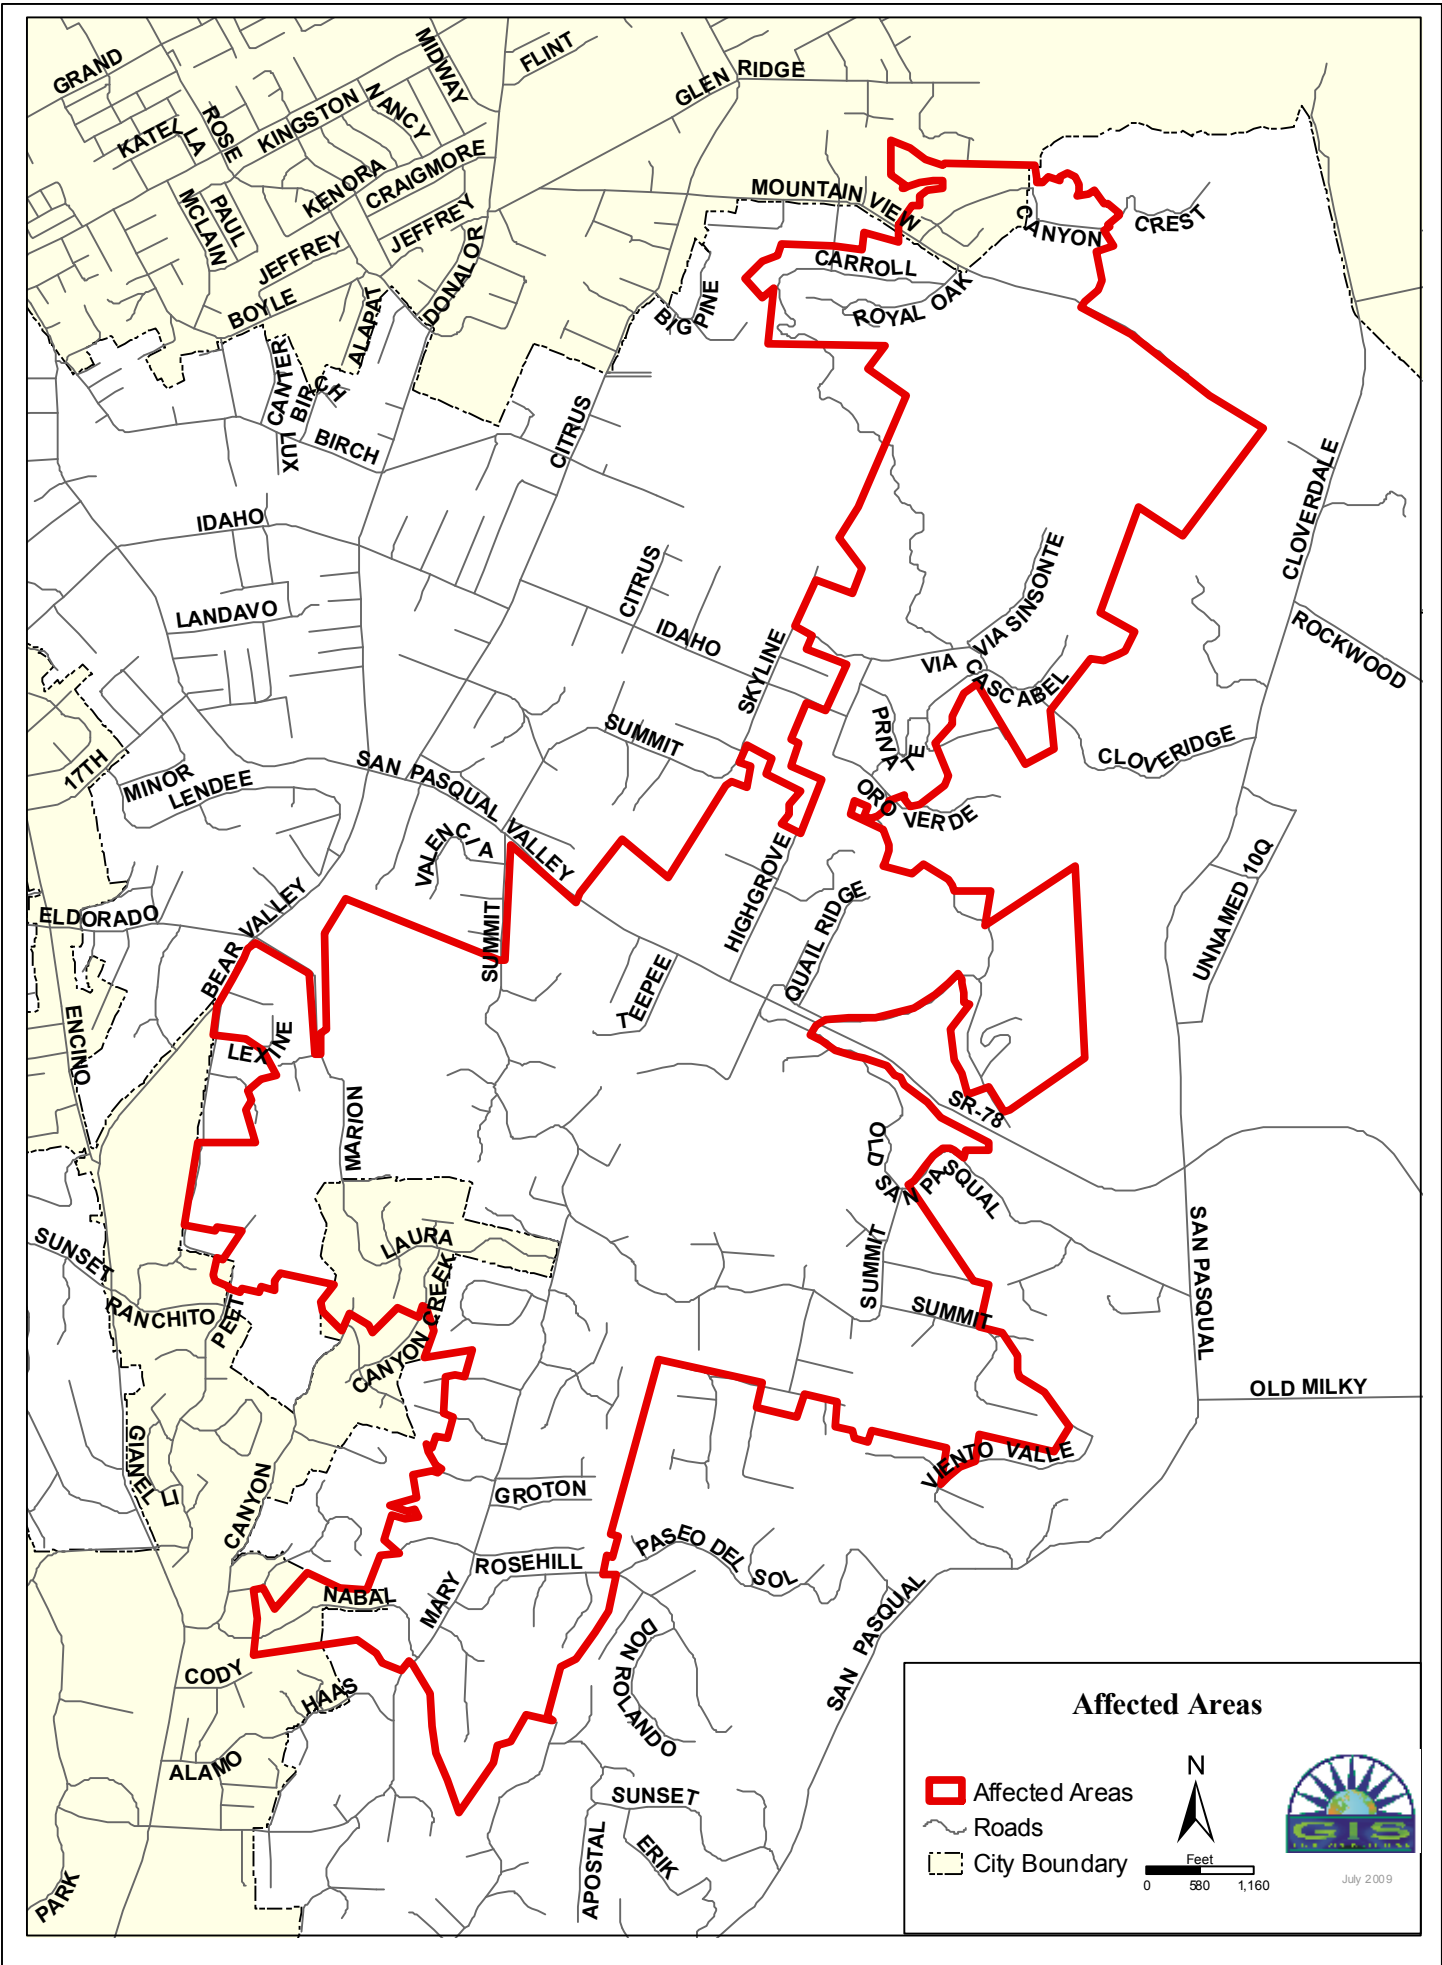 GRAND
MIDWAY
FLINT
GLEN
RIDGE
KATELLA
ROSE
KINGSTON
NANCY
KENORA
CRAIGMORE
MCLAIN
PAUL
JEFFREY
JEFFREY
DONALOR
BOYLE
ALAPAT
MOUNTAIN VIEW
CANYON
CREST
CARROLL
ROYAL OAK
BIG PINE
LUX CANTER
BIRCH
BIRCH
CITRUS
IDAHO
CLOVERDALE
CITRUS
LANDAVO
IDAHO
VIA SINSONTE
ROCKWOOD
SKYLINE
VIA CASCABEL
PRIVATE
SUMMIT
CLOVERIDGE
17TH
MINOR
LENDEE
SAN PASQUAL VALLEY
ORO VERDE
VALENCIA
UNNAMED 10Q
HIGHGROVE
QUAIL RIDGE
ELDORADO
BEAR VALLEY
SUMMIT
TEEPEE
ENCINO
LEXINE
MARION
SR-78
OLD SAN PASQUAL
SUNSET
LAURA
CANYON CREEK
SUMMIT
SUMMIT
SAN PASQUAL
RANCHITO
PEET
OLD MILKY
GIANELLI
CANYON
VIENTO VALLE
GROTON
ROSEHILL
PASEO DEL SOL
NABAL
MARY
DON ROLANDO
SAN PASQUAL
CODY
HAAS
ALAMO
SUNSET
APOSTAL
ERIK
PARK
Affected Areas
Affected Areas
Roads
City Boundary
N
Feet
0 580 1,160
GIS
July 2009